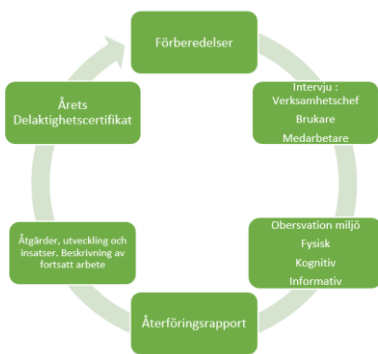 Förberedelser
Intervju :
Verksamhetschef
Brukare
Medarbetare
Obersvation miljö
Fysisk
Kognitiv
Informativ
Återföringsrapport
Åtgärder, utveckling och
insatser. Beskrivning av
fortsatt arbete
Årets
Delaktighetscertifikat